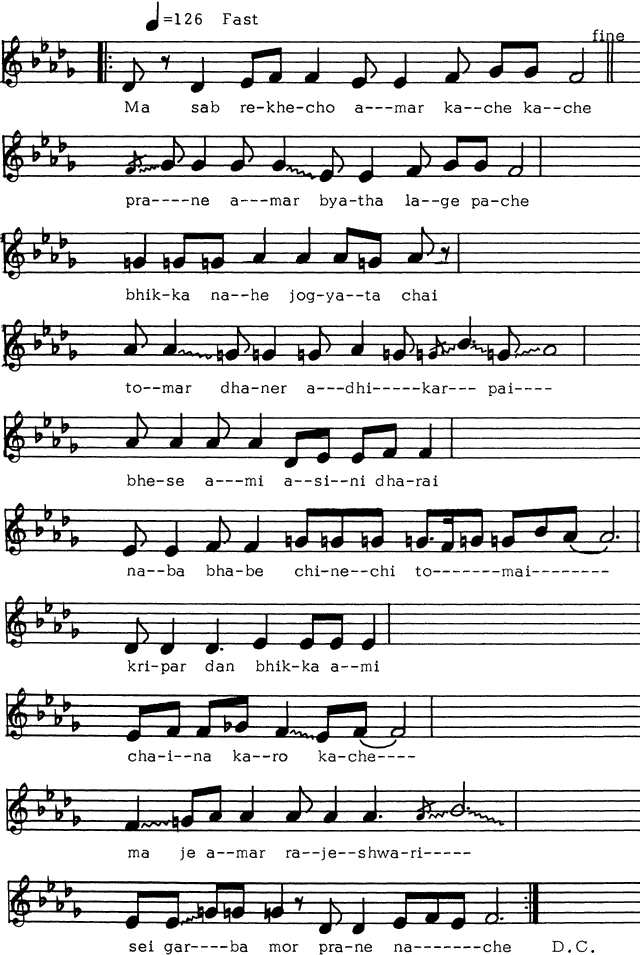 =126 Fast
fine
Ma sab re-khe-cho a---mar ka--che ka--che
pra----ne a--mar bya-tha la--ge pa-che
bhik-ka na--he jog-ya--ta chai
to--mar dha-ner a--dhi-----kar--- pai----
bhe-se a---mi a-si--ni dha-rai
na--ba bha-be chi-ne--chi to-------mai--------
kri-par dan bhik-ka a--mi
cha-i--na ka--ro ka-che----
ma je a--mar ra--je--shwa-ri-----
sei gar----ba mor pra-ne na-------che D.C.